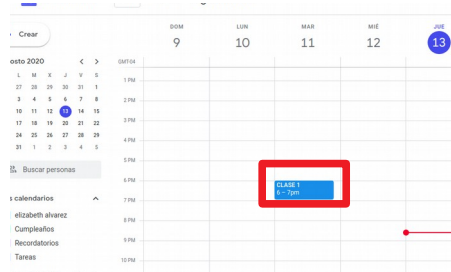 Crear
DOM LUN MAR MIÉ JUE
9 10 11 12 13
osto 2020 < >
GMT-04
L M X J V S
27 28 29 30 31 1
3 4 5 6 7 8
10 11 12 13 14 15
17 18 19 20 21 22
24 25 26 27 28 29
31 1 2 3 4 5
Buscar personas
s calendarios
elizabeth alvarez
Cumpleaños
Recordatorios
Tareas
1 PM
2 PM
3 PM
4 PM
5 PM
6 PM
CLASE 1
6 – 7pm
7 PM
8 PM
9 PM
10 PM